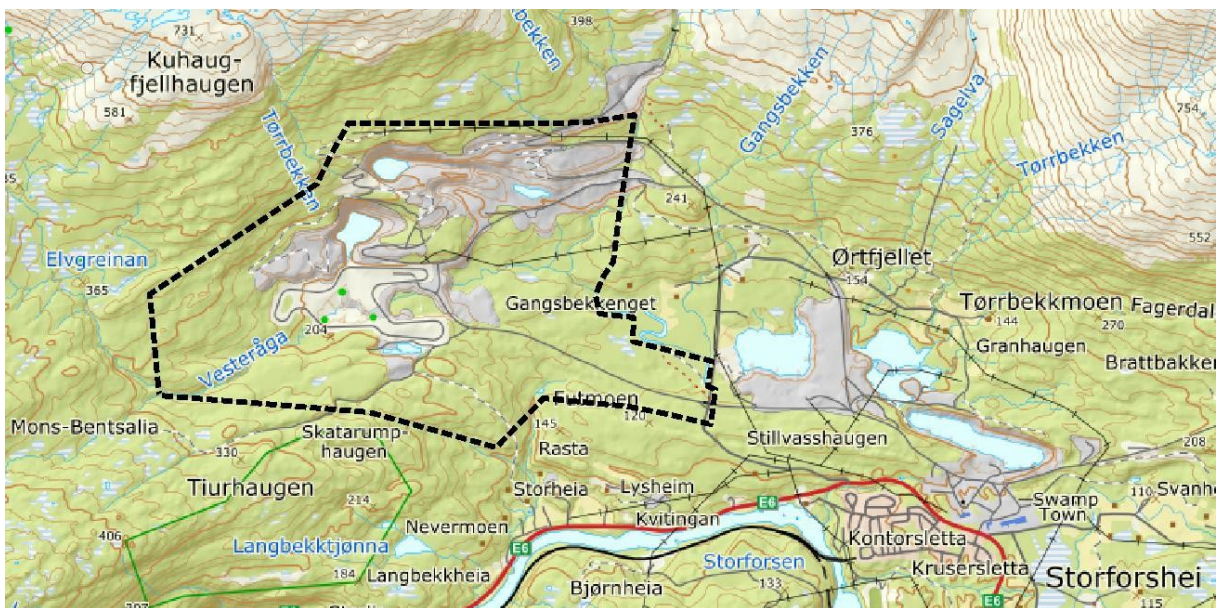 731
398
Kuhaug-
fjellhaugen
bekken
Gangsbekken
Sagelva
754
581
Tørrbekken
376
Tørrbekken
241
552
Elvgreinan
Ørtfjellet
365
154
Gangsbekkenget
Tørrbekkmoen
Fagerdal
204
144
270
Vesteråga
Granhaugen
Brattbakken
Mons-Bentsalia
Skatarump-
haugen
145
120
Stillvasshaugen
208
330
Rasta
Tiurhaugen
214
Storheia
Lysheim
E6
Swamp
Town
110
Svanh
Nevermoen
Kvitingan
Kontorsletta
406
Langbekktjønna
E6
Storforsen
Krusersletta
184
Langbekkheia
Bjørnheia
133
Storforshei
E6
115